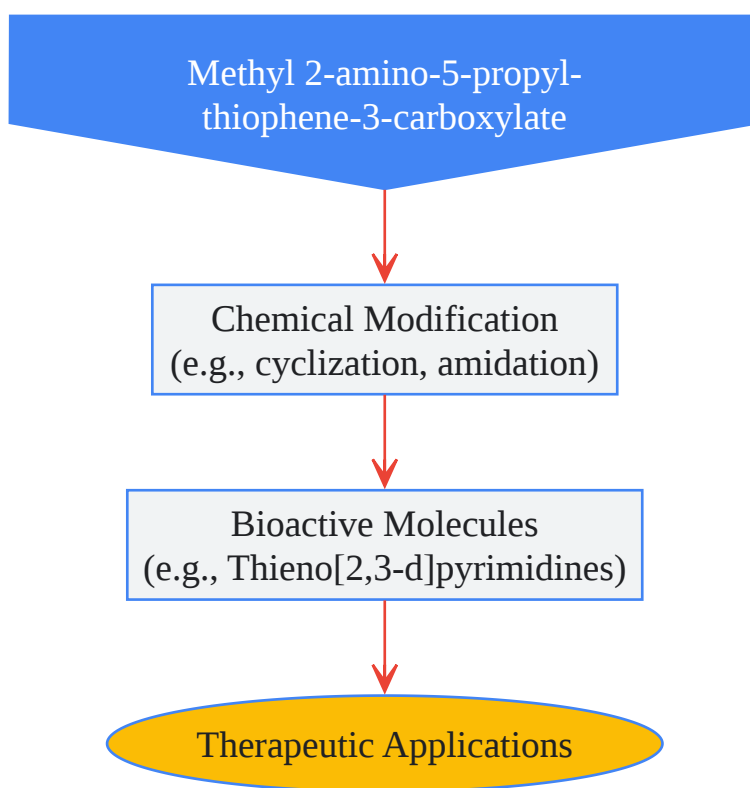 Methyl 2-amino-5-propyl-
thiophene-3-carboxylate
Chemical Modification
(e.g., cyclization, amidation)
Bioactive Molecules
(e.g., Thieno[2,3-d]pyrimidines)
Therapeutic Applications